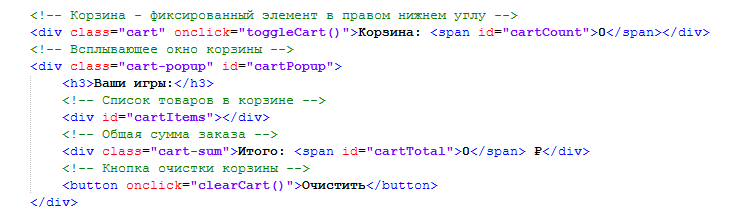 <!-- Корзина - фиксированный элемент в правом нижнем углу -->
<div class="cart" onclick="toggleCart()">Корзина: <span id="cartCount">0</span></div>
<!-- Всплывающее окно корзины -->
<div class="cart-popup" id="cartPopup">
<h3>Ваши игры:</h3>
<!-- Список товаров в корзине -->
<div id="cartItems"></div>
<!-- Общая сумма заказа -->
<div class="cart-sum">Итого: <span id="cartTotal">0</span> ₽</div>
<!-- Кнопка очистки корзины -->
<button onclick="clearCart()">Очистить</button>
</div>